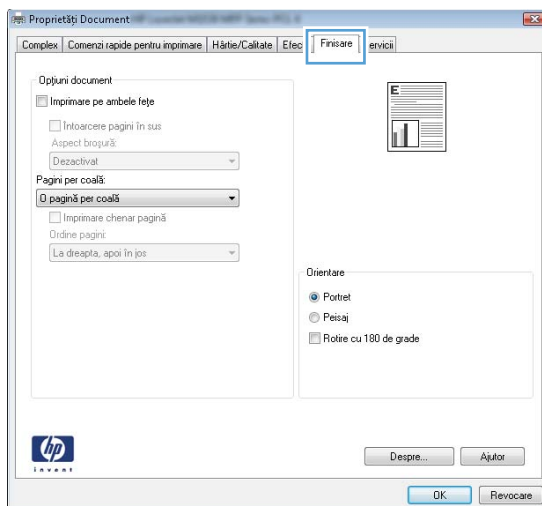 Proprietăți Document
Complex Comenzi rapide pentru imprimare Hârtie/Calitate Efec Finisare ervicii
Opțiuni document
Imprimare pe ambele fețe
Întoarcere pagini în sus
Aspect broșură:
Dezactivat
Pagini per coală:
O pagină per coală
Imprimare chenar pagină
Ordine pagini:
La dreapta, apoi în jos
E
Orientare
Portret
Peisaj
Rotire cu 180 de grade
hp
invent
Despre... Ajutor
OK Revocare